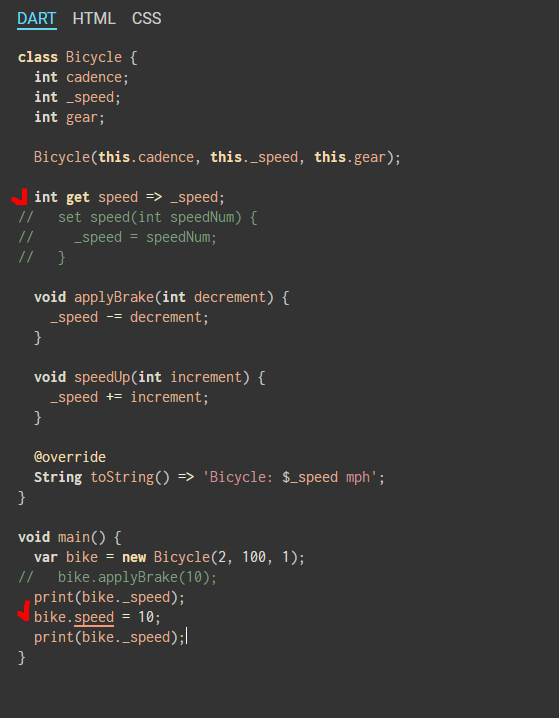 DART HTML CSS
class Bicycle {
  int cadence;
  int _speed;
  int gear;

  Bicycle(this.cadence, this._speed, this.gear);

  int get speed => _speed;
//   set speed(int speedNum) {
//     _speed = speedNum;
//   }

  void applyBrake(int decrement) {
    _speed -= decrement;
  }

  void speedUp(int increment) {
    _speed += increment;
  }

  @override
  String toString() => 'Bicycle: $_speed mph';
}

void main() {
  var bike = new Bicycle(2, 100, 1);
//   bike.applyBrake(10);
  print(bike._speed);
  bike.speed = 10;
  print(bike._speed);
}